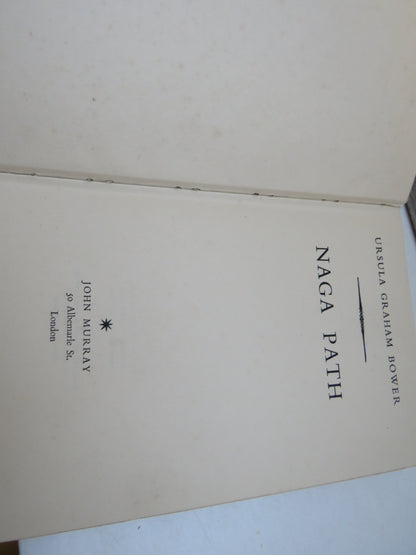 URSULA GRAHAM BOWER
NAGA PATH
JOHN MURRAY
50 Albemarle St.
London